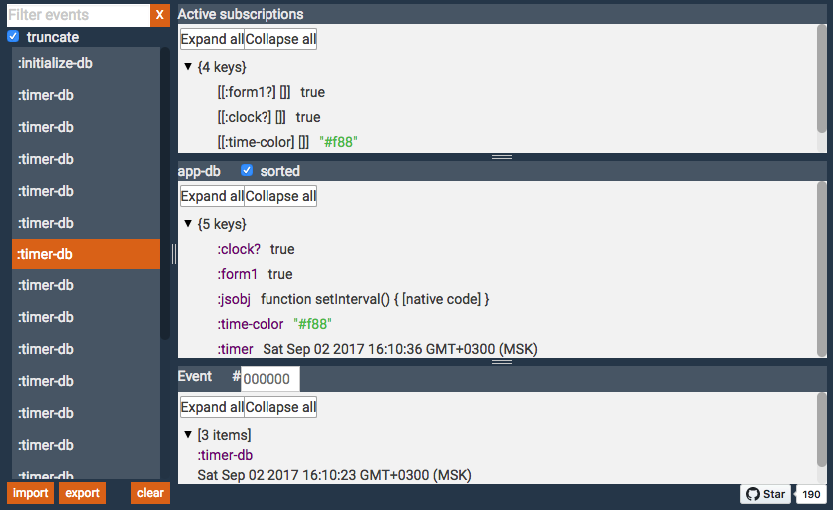 Filter events X
truncate
:initialize-db
:timer-db
:timer-db
:timer-db
:timer-db
:timer-db
:timer-db
:timer-db
:timer-db
:timer-db
:timer-db
:timer-db
:timer-db
:timer-db
import export clear
Active subscriptions
Expand all Collapse all
▼ {4 keys}
[[:form1?] []] true
[[:clock?] []] true
[[:time-color] []] "#f88"
app-db sorted
Expand all Collapse all
▼ {5 keys}
:clock? true
:form1 true
:jsobj function setInterval() { [native code] }
:time-color "#f88"
:timer Sat Sep 02 2017 16:10:36 GMT+0300 (MSK)
Event #000000
Expand all Collapse all
▼ [3 items]
:timer-db
Sat Sep 02 2017 16:10:23 GMT+0300 (MSK)
Star 190